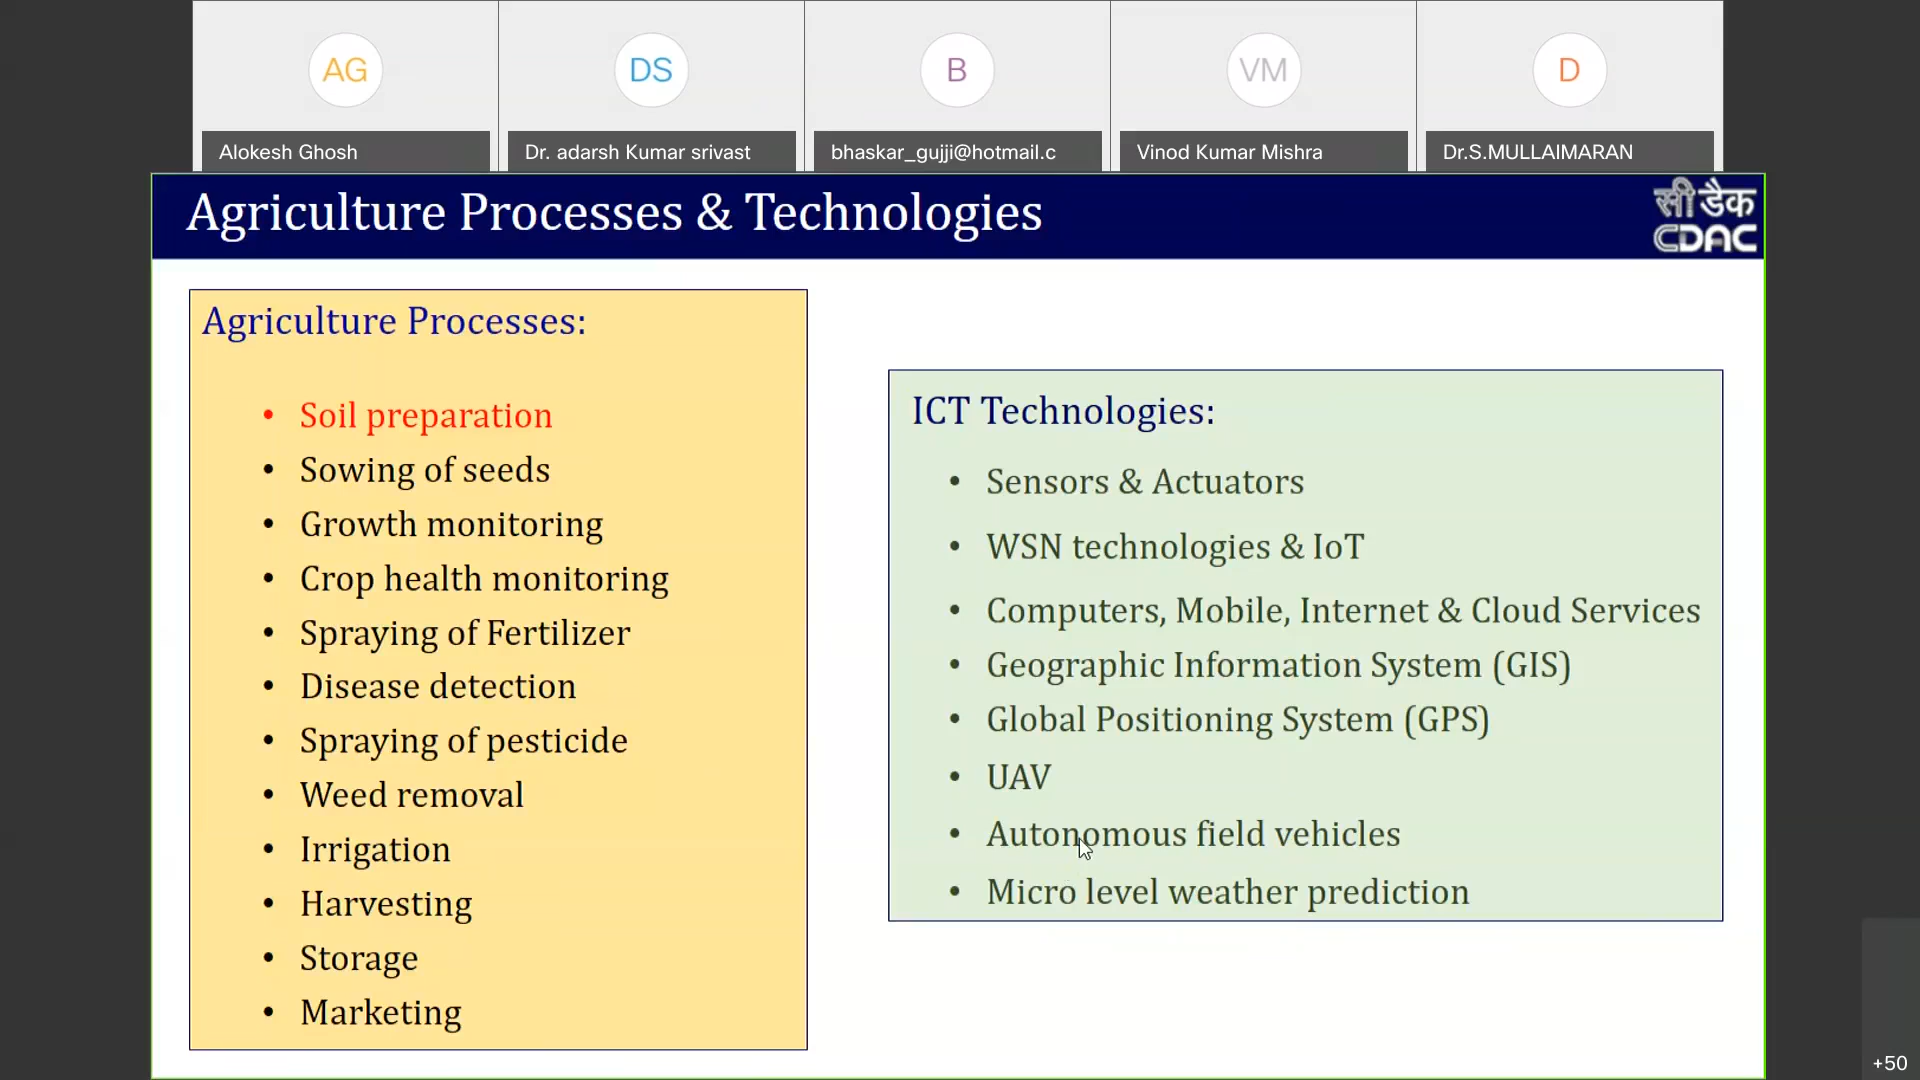 AG
DS
B
VM
D
Alokesh Ghosh
Dr. adarsh Kumar srivast
bhaskar_gujji@hotmail.c
Vinod Kumar Mishra
Dr.S.MULLAIMARAN
Agriculture Processes & Technologies
सी डैक
CDAC
Agriculture Processes:
• Soil preparation
• Sowing of seeds
• Growth monitoring
• Crop health monitoring
• Spraying of Fertilizer
• Disease detection
• Spraying of pesticide
• Weed removal
• Irrigation
• Harvesting
• Storage
• Marketing
ICT Technologies:
• Sensors & Actuators
• WSN technologies & IoT
• Computers, Mobile, Internet & Cloud Services
• Geographic Information System (GIS)
• Global Positioning System (GPS)
• UAV
• Autonomous field vehicles
• Micro level weather prediction
+50